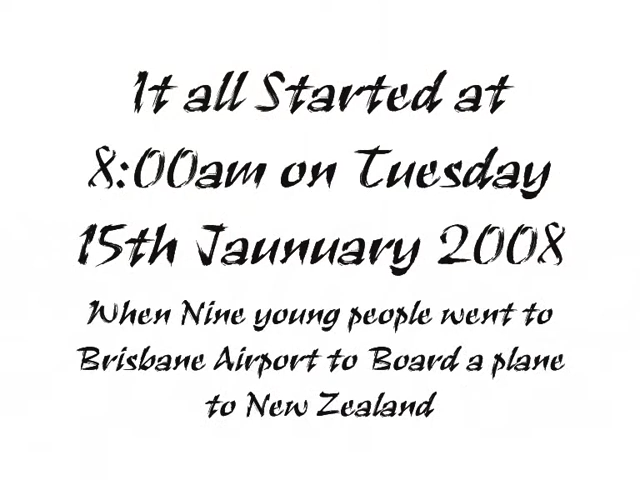 It all Started at
8:00am on Tuesday
15th Jaunuary 2008
When Nine young people went to
Brisbane Airport to Board a plane
to New Zealand